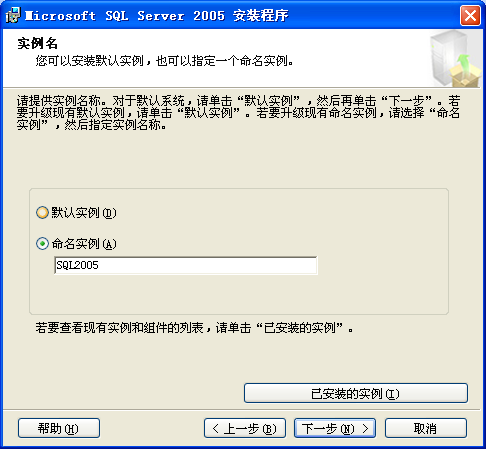 Microsoft SQL Server 2005 安装程序
实例名
您可以安装默认实例，也可以指定一个命名实例。
请提供实例名称。对于默认系统，请单击“默认实例”，然后再单击“下一步”。若
要升级现有默认实例，请单击“默认实例”。若要升级现有命名实例，请选择“命名
实例”，然后指定实例名称。
默认实例(D)
命名实例(A)
SQL2005
若要查看现有实例和组件的列表，请单击“已安装的实例”。
已安装的实例(I)
帮助(H) < 上一步(B) 下一步(N) > 取消